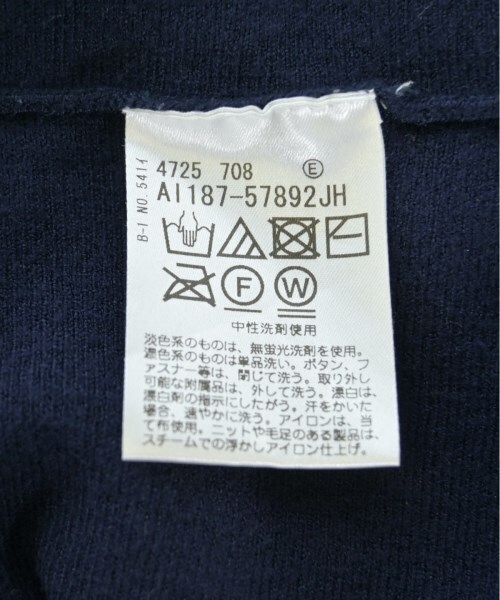 B-I NO.541イ
4725 708 Ⓔ
AI187-57892JH
F W
中性洗剤使用
淡色系のものは、無蛍光洗剤を使用。
濃色系のものは単品洗い。ボタン、フ
ァスナー等は、閉じて洗う。取り外し
可能な附属品は、外して洗う。漂白は、
漂白剤の指示にしたがう。汗をかいた
場合、速やかに洗う。アイロンは、当
て布使用。ニットや毛足のある製品は、
スチームでの浮かしアイロン仕上げ。